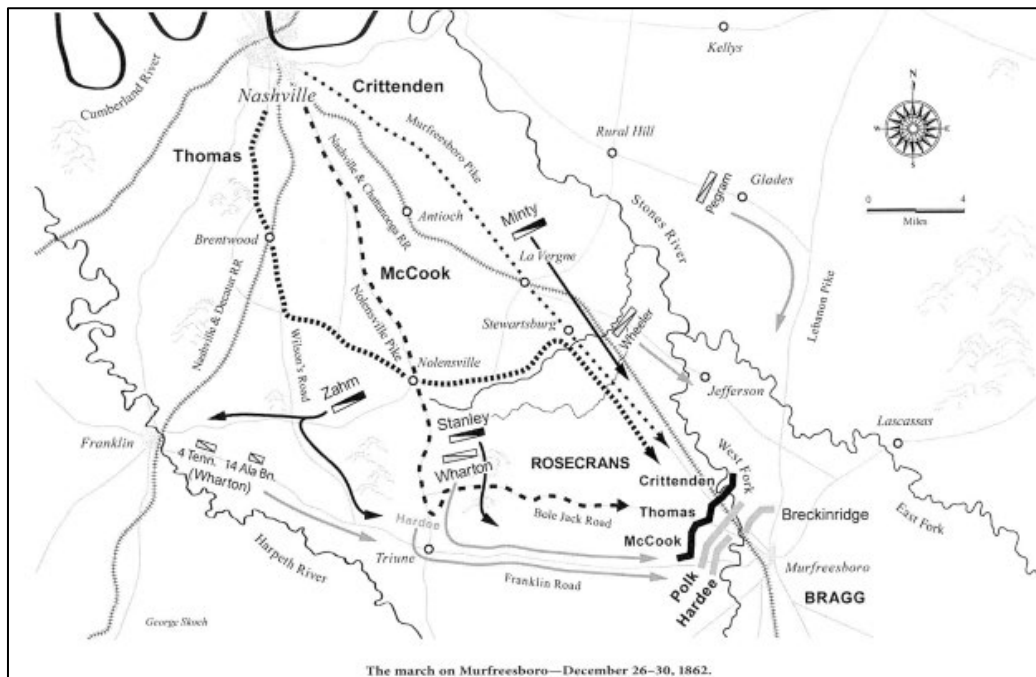 Kellys
Cumberland River
Crittenden
N
W
E
S
Nashville
Murfreesboro Pike
Rural Hill
Thomas
Nashville & Chattanooga RR
Pegram
Glades
0 4
Miles
Antioch
Minty
Stones River
Brentwood
La Vergne
McCook
Nashville & Decatur RR
Nolensville Pike
Lebanon Pike
Stewartsburg
Wheeler
Wilson's Road
Nolensville
Jefferson
Zahm
Stanley
Lascassas
Franklin
4 Tenn. 14 Ala Bn.
(Wharton)
Wharton
ROSECRANS
West Fork
Crittenden
East Fork
Hardee
Bole Jack Road
Thomas
Breckinridge
McCook
Harpeth River
Triune
Franklin Road
Polk
Hardee
Murfreesboro
BRAGG
George Skoch
The march on Murfreesboro—December 26–30, 1862.